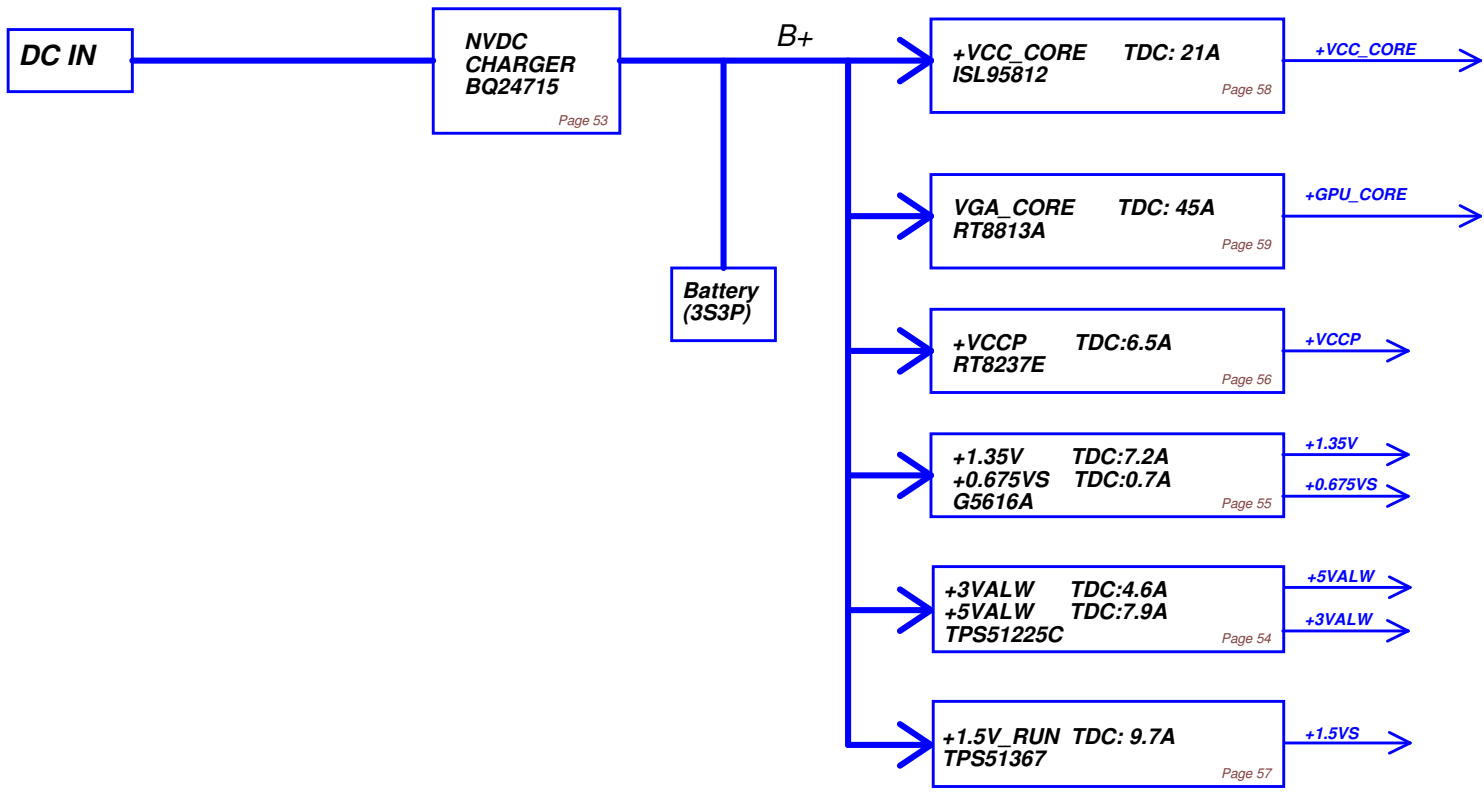 DC IN
NVDC
CHARGER
BQ24715
Page 53
B+
Battery
(3S3P)
+VCC_CORE TDC: 21A
ISL95812
Page 58
+VCC_CORE
VGA_CORE TDC: 45A
RT8813A
Page 59
+GPU_CORE
+VCCP TDC:6.5A
RT8237E
Page 56
+VCCP
+1.35V TDC:7.2A
+0.675VS TDC:0.7A
G5616A
Page 55
+1.35V
+0.675VS
+3VALW TDC:4.6A
+5VALW TDC:7.9A
TPS51225C
Page 54
+5VALW
+3VALW
+1.5V_RUN TDC: 9.7A
TPS51367
Page 57
+1.5VS